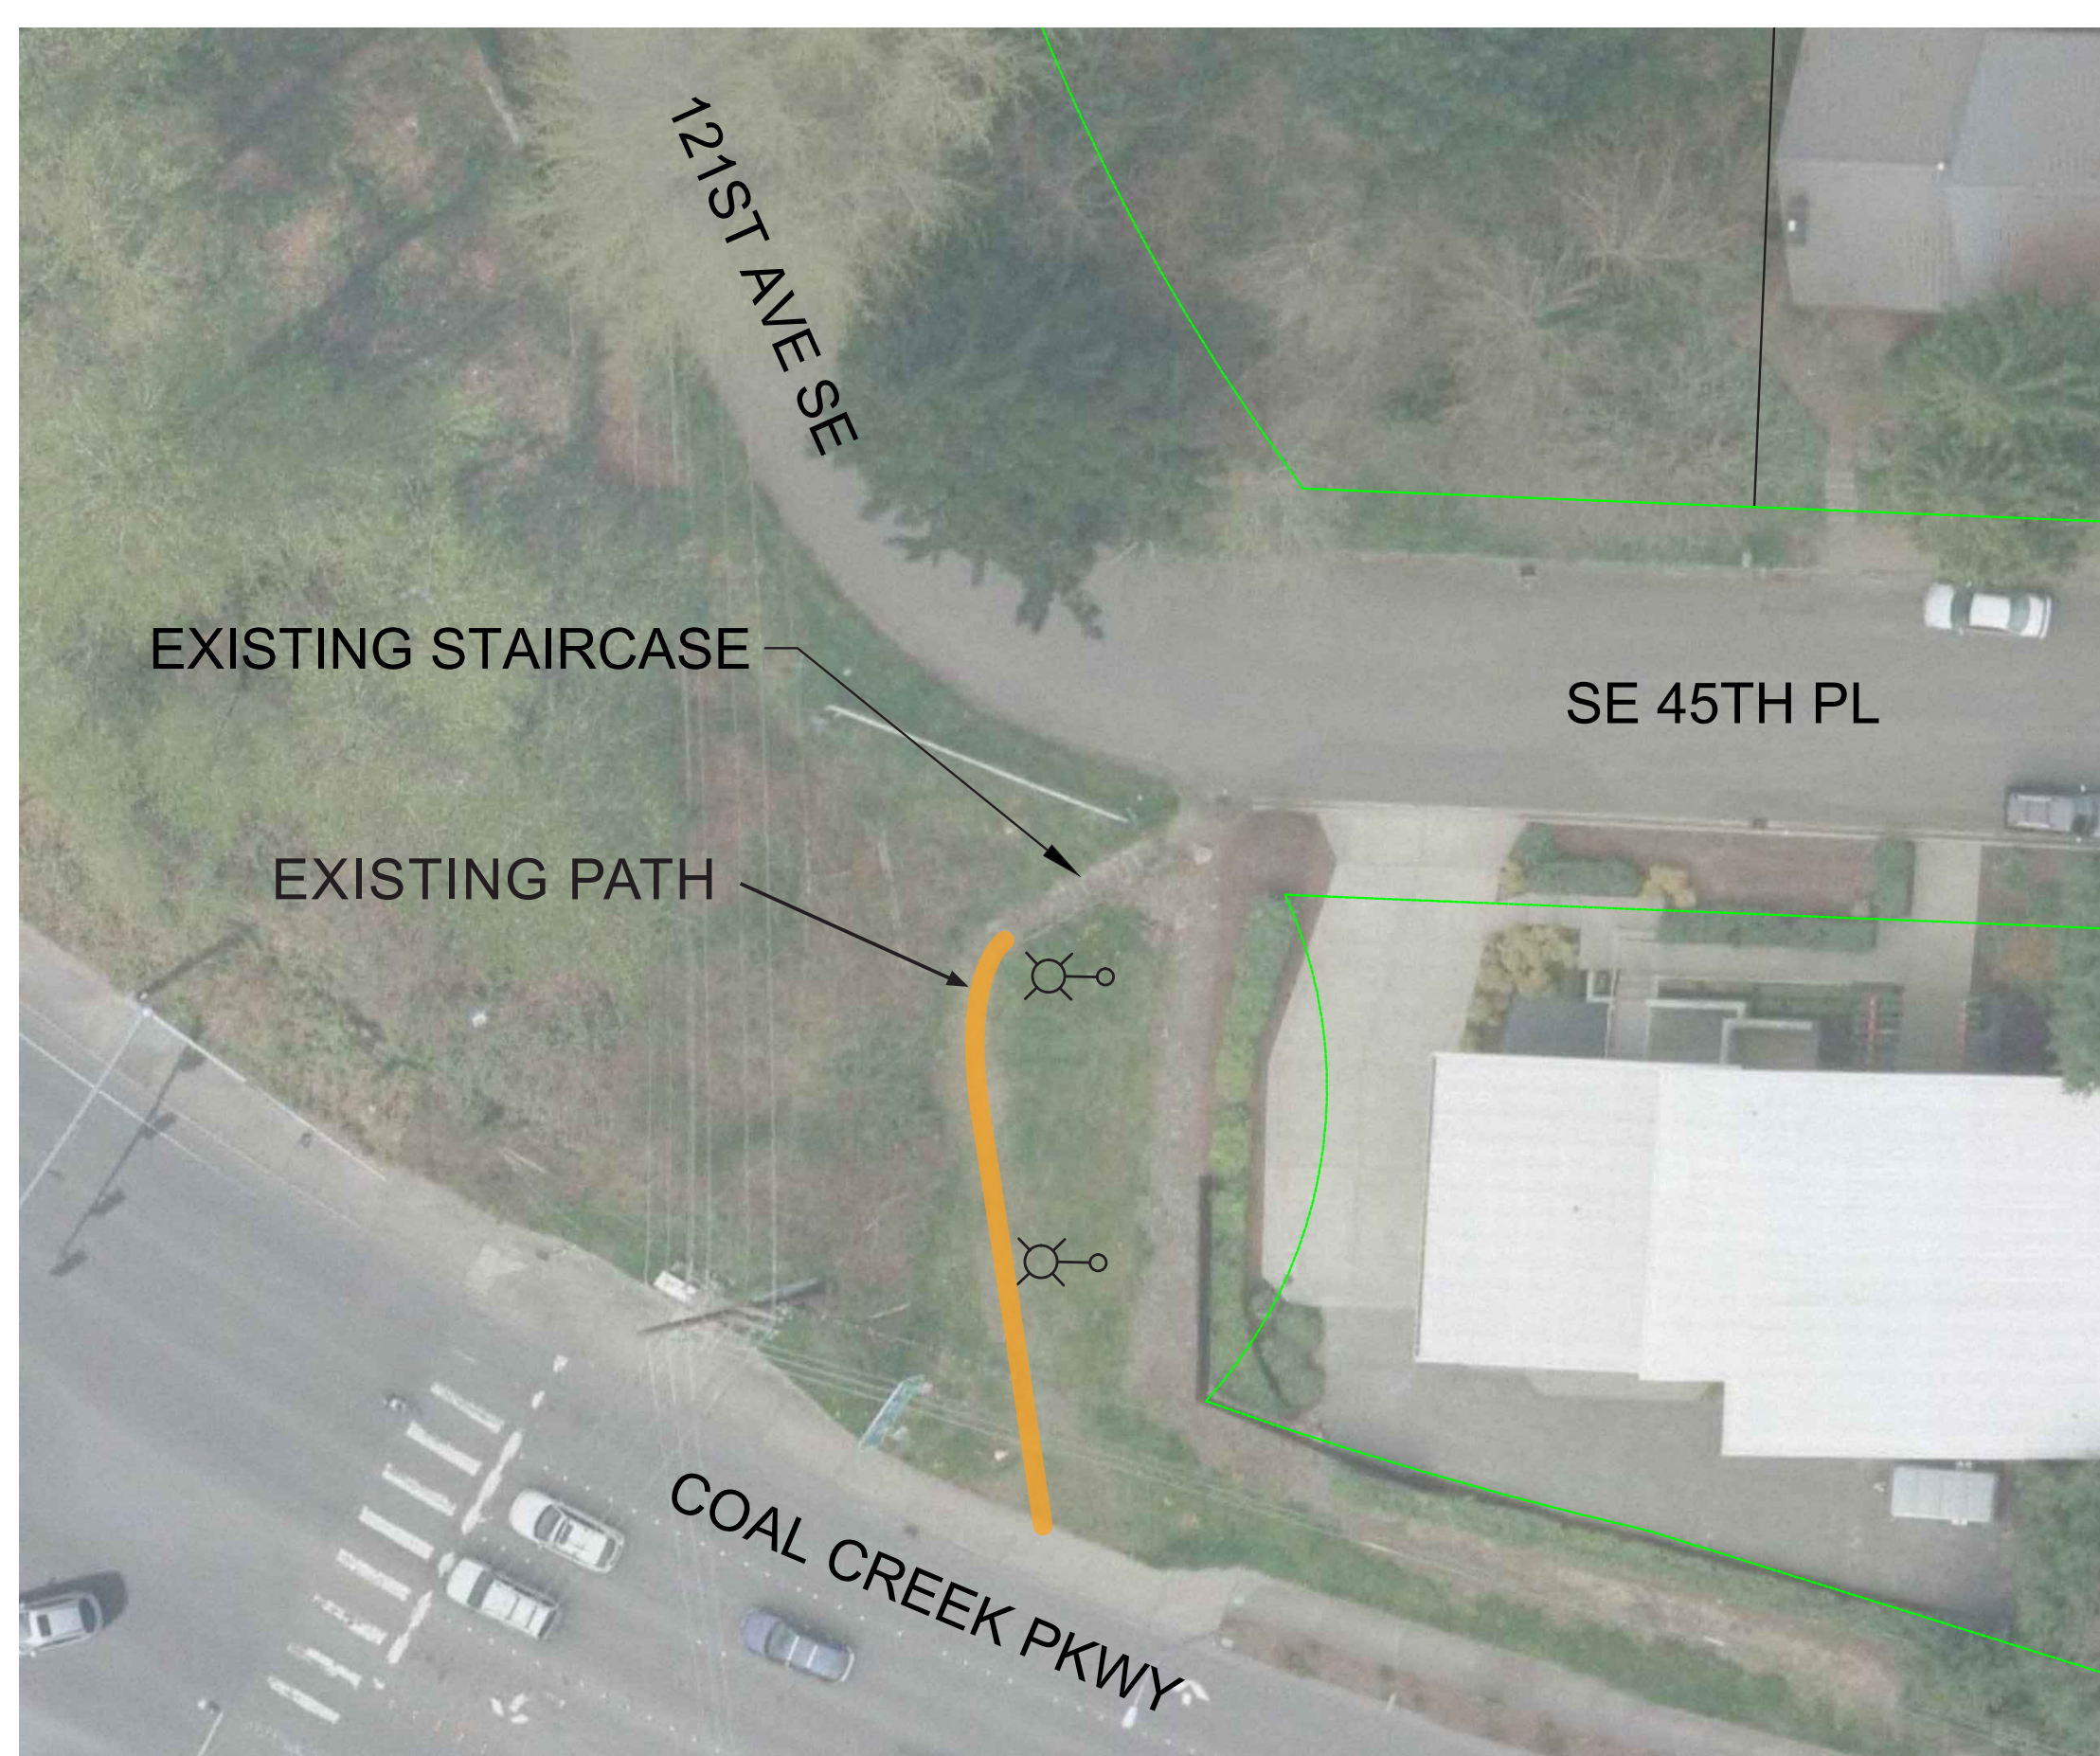 121ST AVE SE
EXISTING STAIRCASE
SE 45TH PL
EXISTING PATH
COAL CREEK PKWY